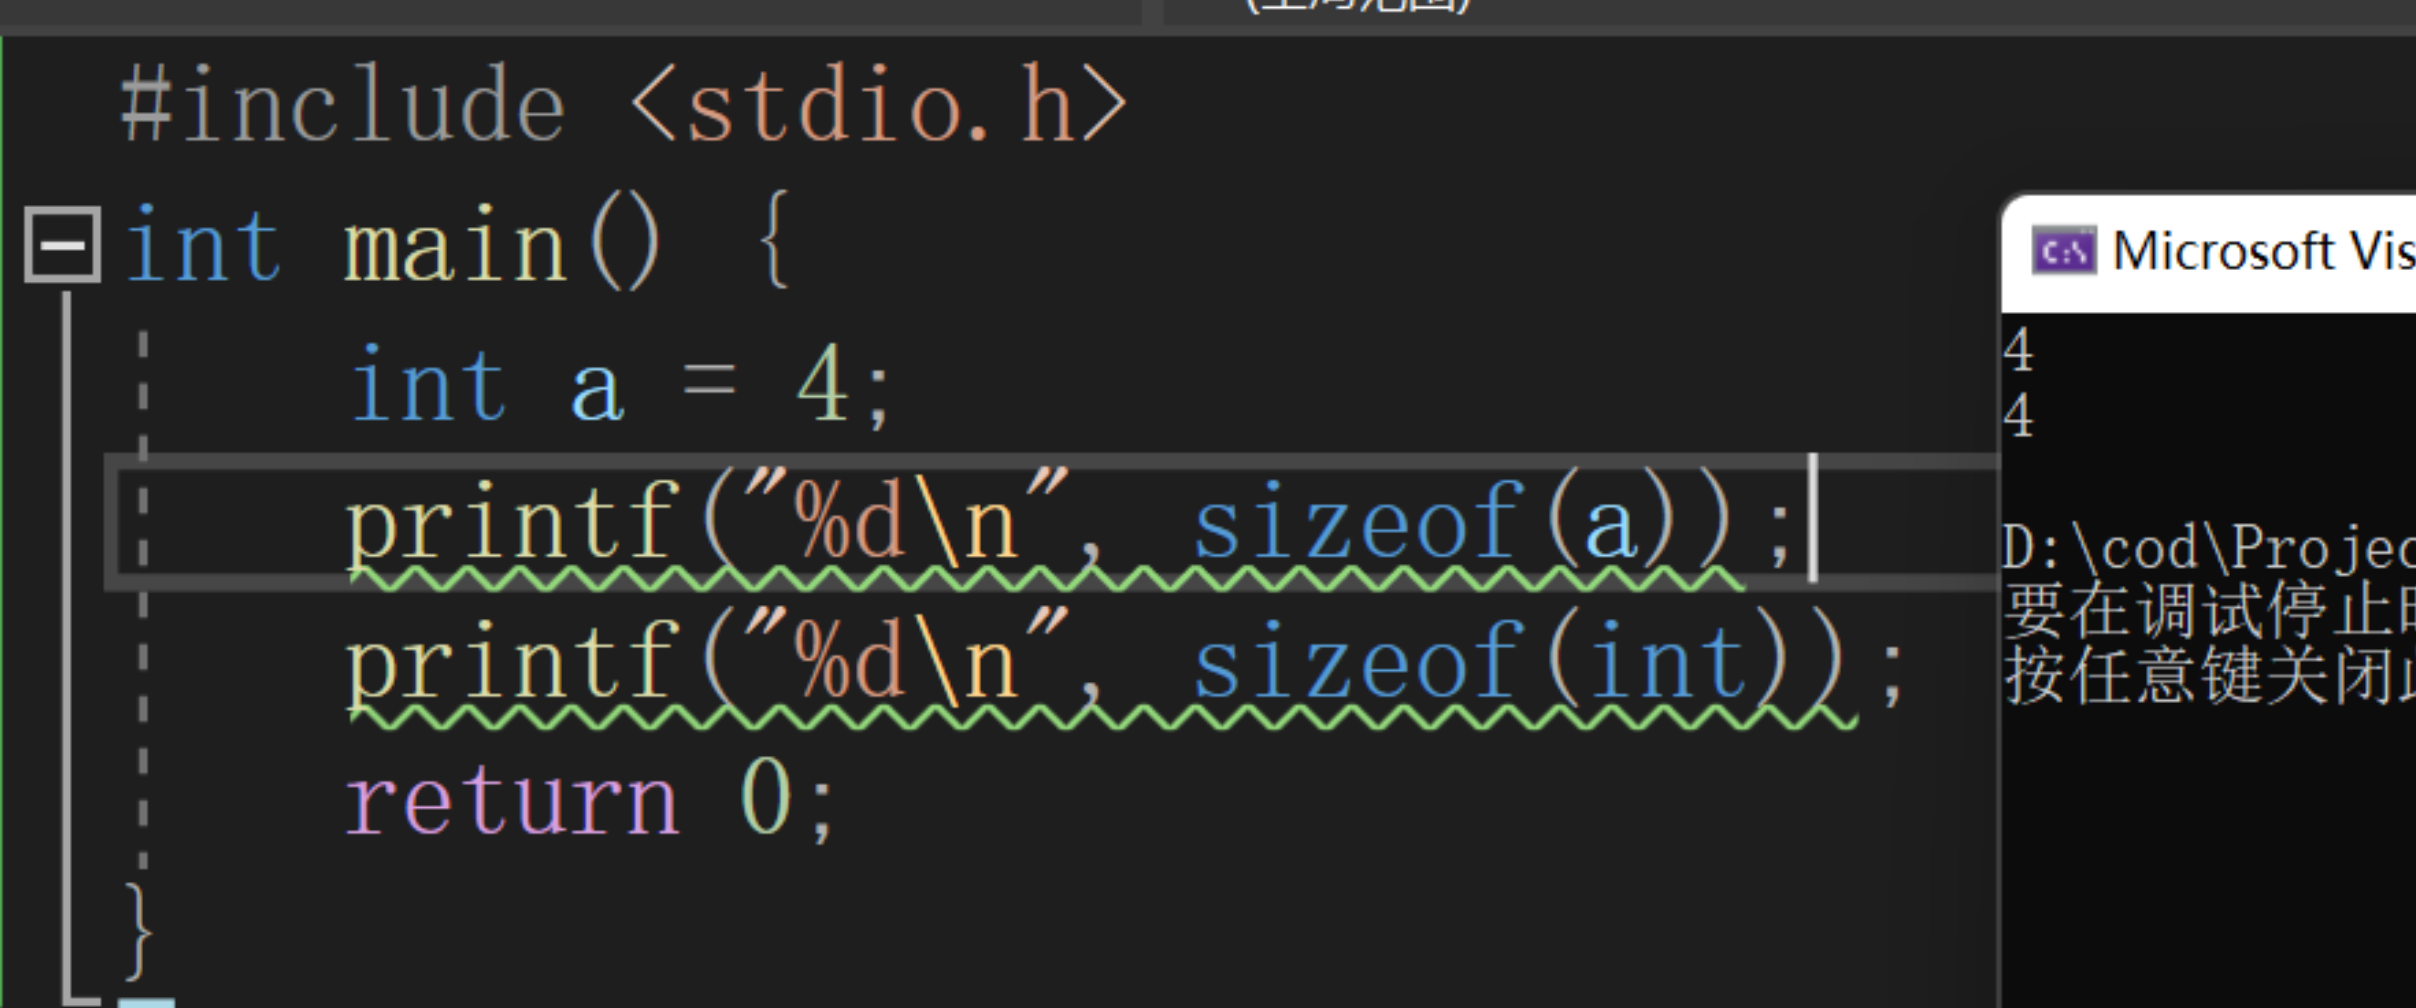 #include <stdio.h>
int main() {
int a = 4;
printf("%d\n", sizeof(a));
printf("%d\n", sizeof(int));
return 0;
}
Microsoft Vis
4
4
D:\cod\Projec
要在调试停止时
按任意键关闭此